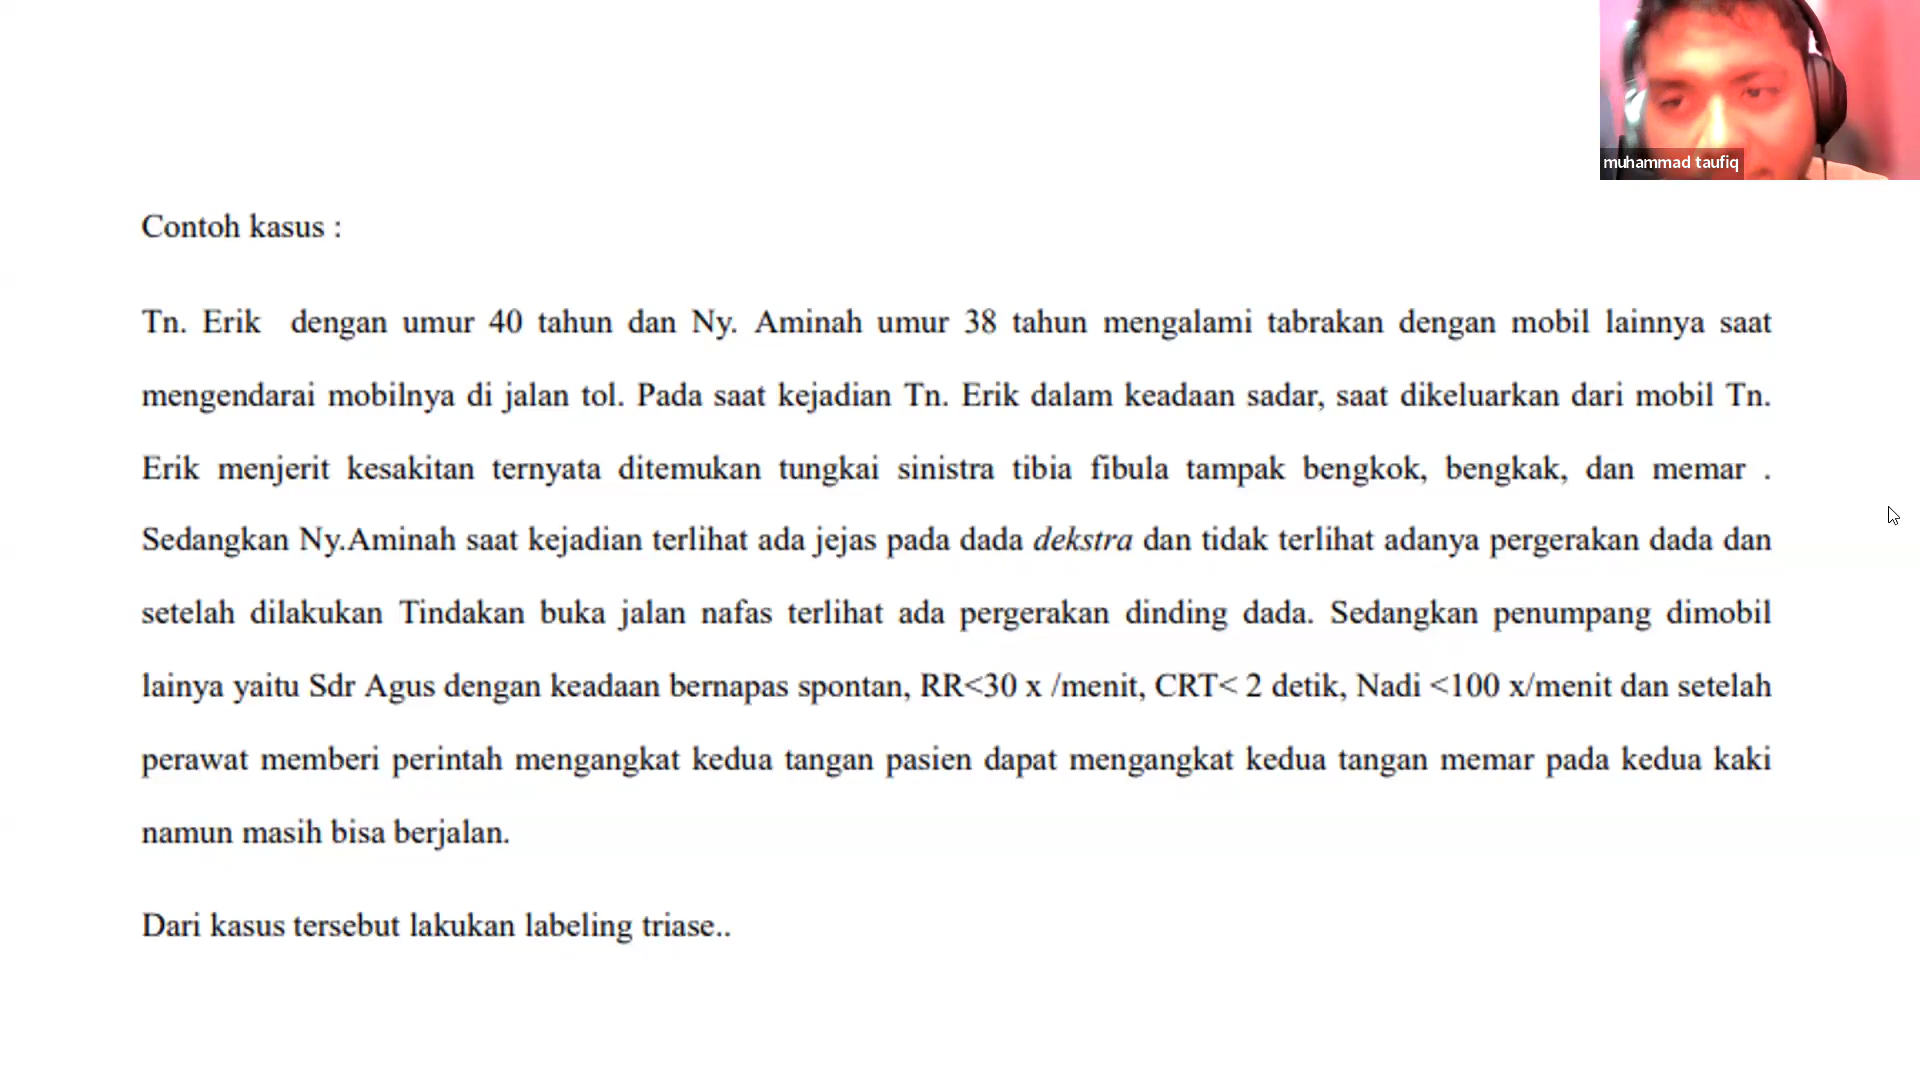 muhammad taufiq
Contoh kasus :
Tn. Erik dengan umur 40 tahun dan Ny. Aminah umur 38 tahun mengalami tabrakan dengan mobil lainnya saat
mengendarai mobilnya di jalan tol. Pada saat kejadian Tn. Erik dalam keadaan sadar, saat dikeluarkan dari mobil Tn.
Erik menjerit kesakitan ternyata ditemukan tungkai sinistra tibia fibula tampak bengkok, bengkak, dan memar .
Sedangkan Ny.Aminah saat kejadian terlihat ada jejas pada dada dekstra dan tidak terlihat adanya pergerakan dada dan
setelah dilakukan Tindakan buka jalan nafas terlihat ada pergerakan dinding dada. Sedangkan penumpang dimobil
lainya yaitu Sdr Agus dengan keadaan bernapas spontan, RR<30 x /menit, CRT< 2 detik, Nadi <100 x/menit dan setelah
perawat memberi perintah mengangkat kedua tangan pasien dapat mengangkat kedua tangan memar pada kedua kaki
namun masih bisa berjalan.
Dari kasus tersebut lakukan labeling triase..